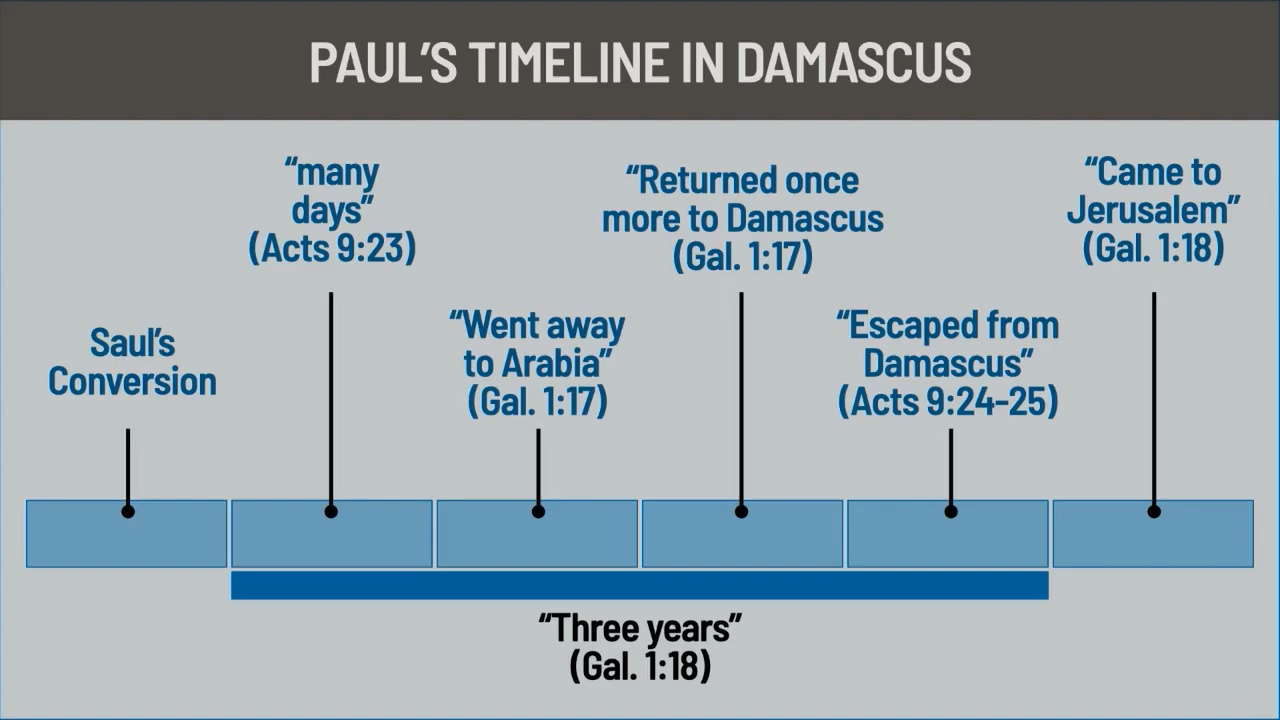 PAUL’S TIMELINE IN DAMASCUS
Saul’s
Conversion
“many
days”
(Acts 9:23)
“Went away
to Arabia”
(Gal. 1:17)
“Returned once
more to Damascus
(Gal. 1:17)
“Escaped from
Damascus”
(Acts 9:24-25)
“Came to
Jerusalem”
(Gal. 1:18)
“Three years”
(Gal. 1:18)